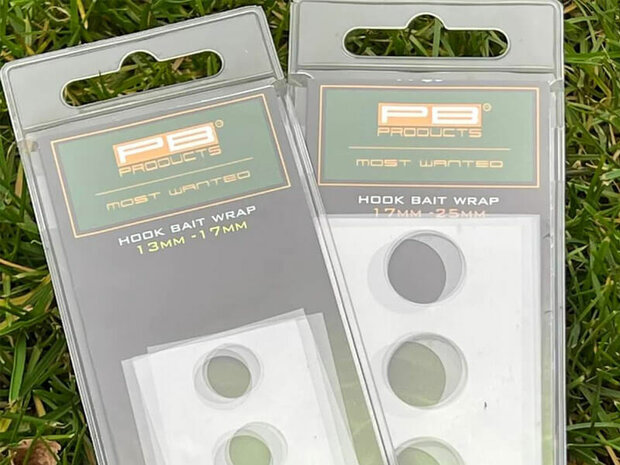 PB®
PRODUCTS
MOST WANTED
HOOK BAIT WRAP
13MM -17MM
PB®
PRODUCTS
MOST WANTED
HOOK BAIT WRAP
17MM -25MM